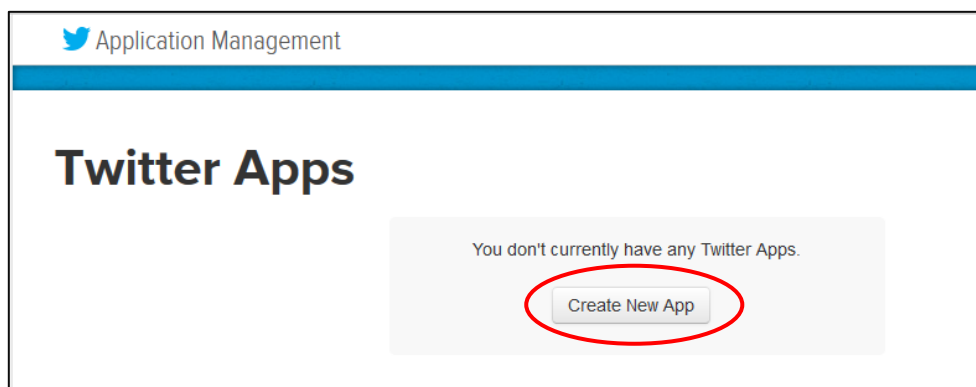 Application Management
Twitter Apps
You don't currently have any Twitter Apps.
Create New App